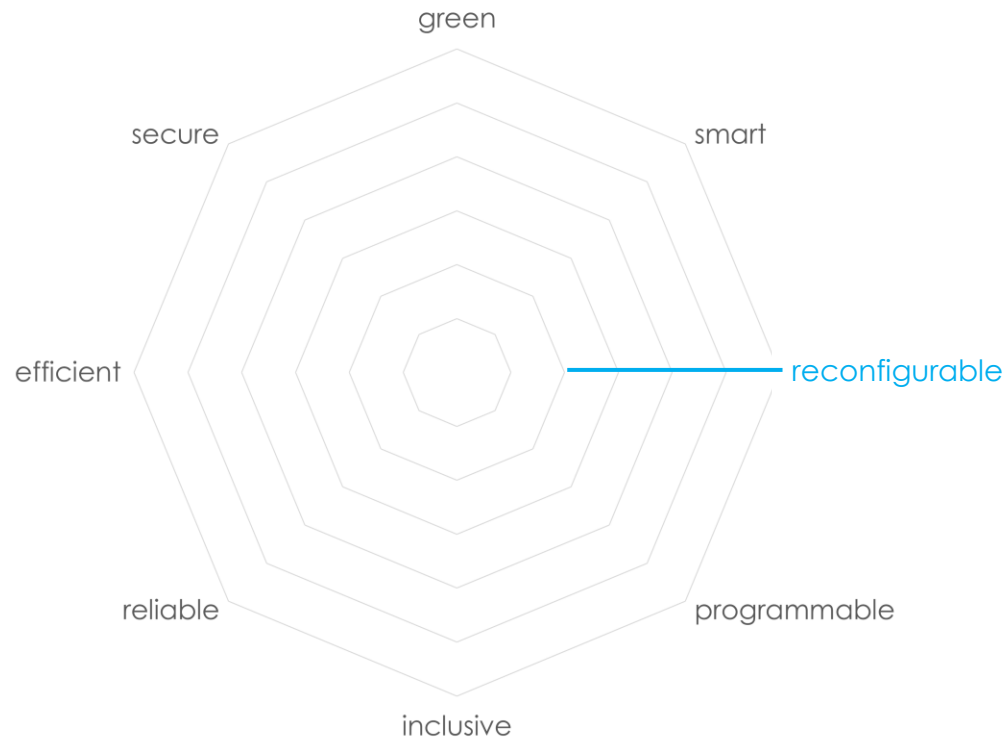 green
secure
smart
efficient
reconfigurable
reliable
programmable
inclusive